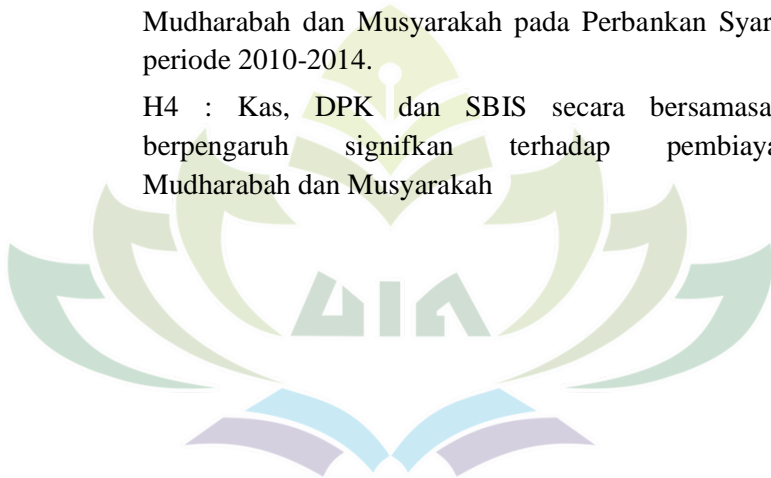 Mudharabah dan Musyarakah pada Perbankan Syar
periode 2010-2014.
H4 : Kas, DPK dan SBIS secara bersamasa
berpengaruh signifkan terhadap pembiaya
Mudharabah dan Musyarakah
UIN